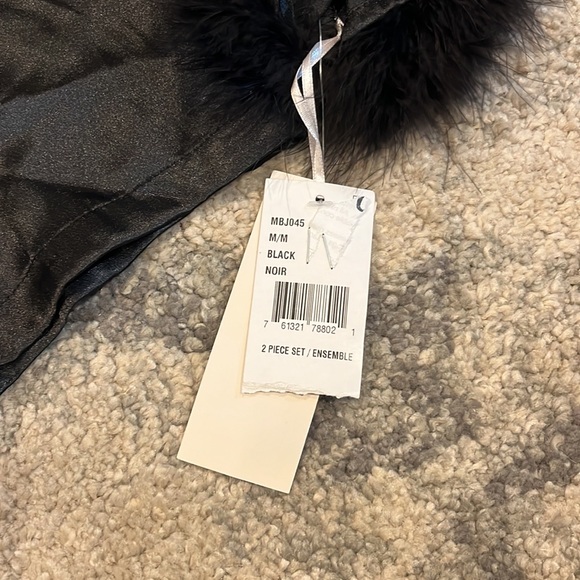 MBJ045
M/M
BLACK
NOIR
7 61321 78802 1
2 PIECE SET / ENSEMBLE